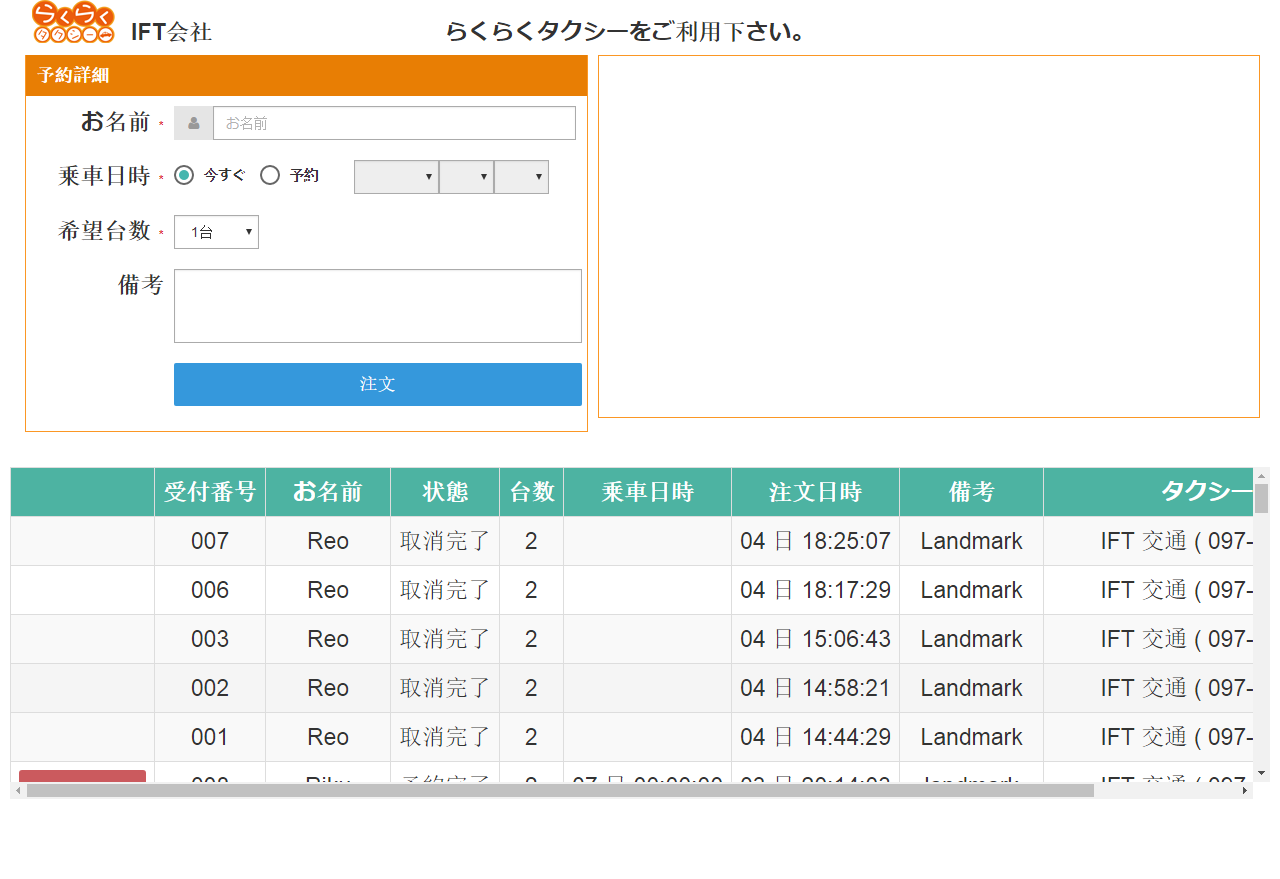 らくらく
タクシー
IFT会社
らくらくタクシーをご利用下さい。
予約詳細
お名前 *
お名前
乗車日時 *
今すぐ
予約
希望台数 *
1台
備考
注文
受付番号 お名前 状態 台数 乗車日時 注文日時 備考 タクシー
007 Reo 取消完了 2 04 日 18:25:07 Landmark IFT 交通 ( 097-
006 Reo 取消完了 2 04 日 18:17:29 Landmark IFT 交通 ( 097-
003 Reo 取消完了 2 04 日 15:06:43 Landmark IFT 交通 ( 097-
002 Reo 取消完了 2 04 日 14:58:21 Landmark IFT 交通 ( 097-
001 Reo 取消完了 2 04 日 14:44:29 Landmark IFT 交通 ( 097-